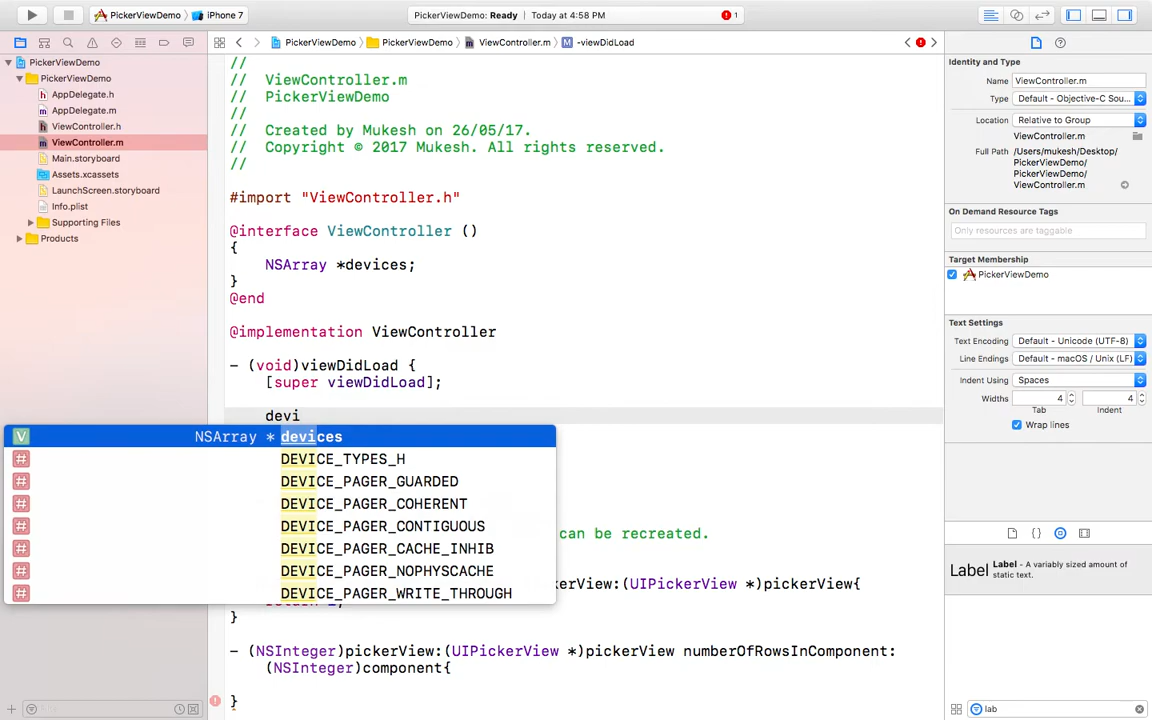 PickerViewDemo
iPhone 7
PickerViewDemo: Ready | Today at 4:58 PM
1
PickerViewDemo
PickerViewDemo
ViewController.m
M -viewDidLoad
PickerViewDemo
PickerViewDemo
AppDelegate.h
AppDelegate.m
ViewController.h
ViewController.m
Main.storyboard
Assets.xcassets
LaunchScreen.storyboard
Info.plist
Supporting Files
Products
//
// ViewController.m
// PickerViewDemo
//
// Created by Mukesh on 26/05/17.
// Copyright © 2017 Mukesh. All rights reserved.
//
#import "ViewController.h"
@interface ViewController ()
{
NSArray *devices;
}
@end
@implementation ViewController
- (void)viewDidLoad {
[super viewDidLoad];
devi
V NSArray * devices
# DEVICE_TYPES_H
# DEVICE_PAGER_GUARDED
# DEVICE_PAGER_COHERENT
# DEVICE_PAGER_CONTIGUOUS
# DEVICE_PAGER_CACHE_INHIB
# DEVICE_PAGER_NOPHYSCACHE
# DEVICE_PAGER_WRITE_THROUGH
can be recreated.
kerView:(UIPickerView *)pickerView{
}
- (NSInteger)pickerView:(UIPickerView *)pickerView numberOfRowsInComponent:
(NSInteger)component{
}
Identity and Type
Name ViewController.m
Type Default - Objective-C Sou...
Location Relative to Group
ViewController.m
Full Path /Users/mukesh/Desktop/
PickerViewDemo/
PickerViewDemo/
ViewController.m
On Demand Resource Tags
Only resources are taggable
Target Membership
PickerViewDemo
Text Settings
Text Encoding Default - Unicode (UTF-8)
Line Endings Default - macOS / Unix (LF)
Indent Using Spaces
Widths 4 4
Tab Indent
Wrap lines
{ }
Label Label - A variably sized amount of
static text.
lab